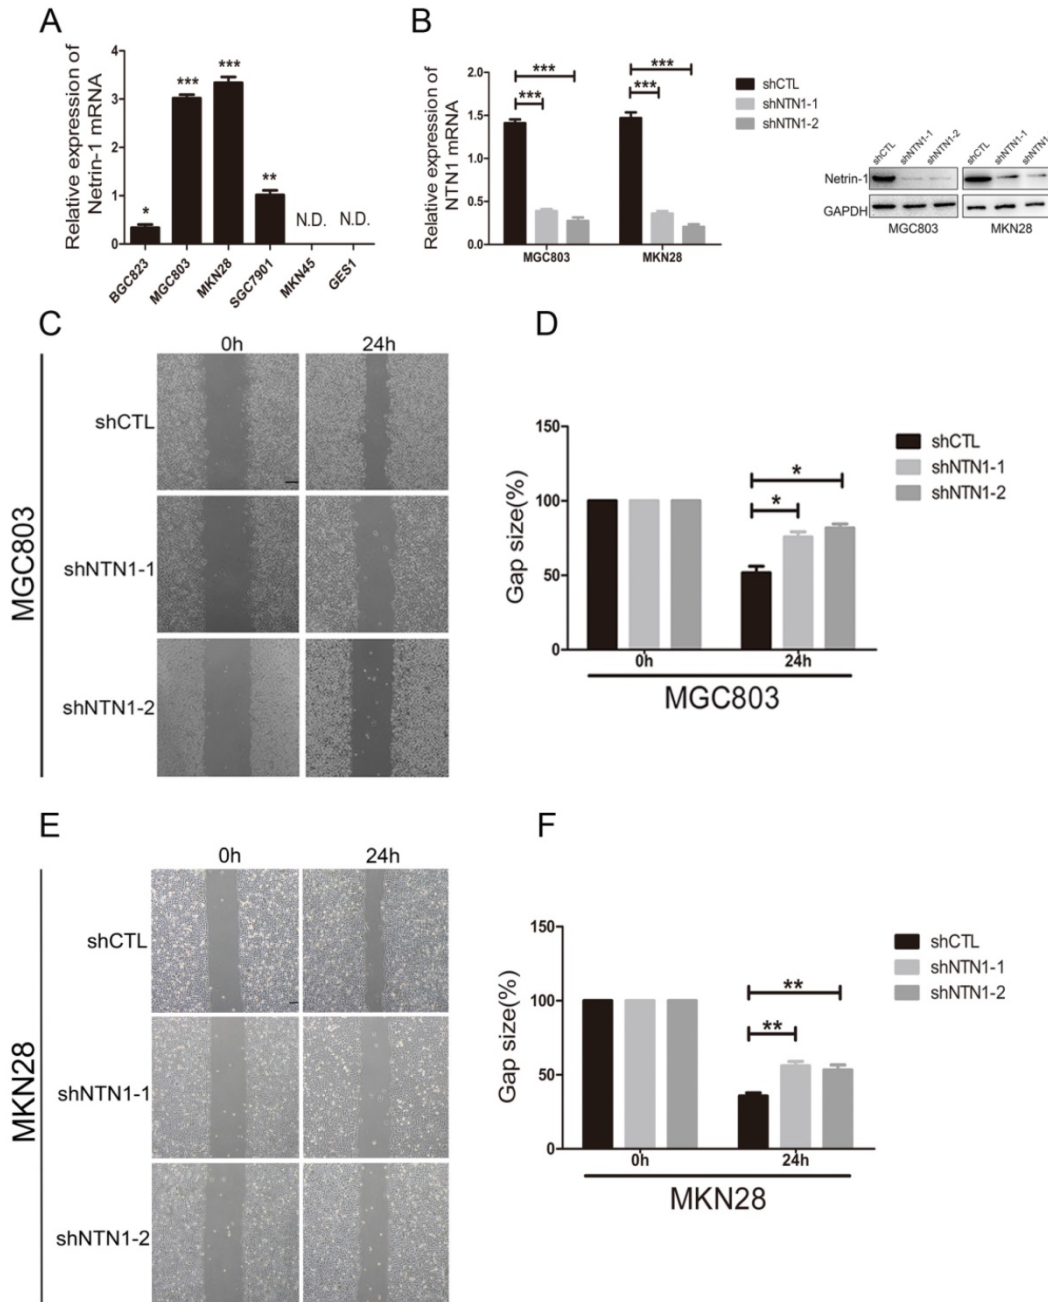 A
Relative expression of
Netrin-1 mRNA
4
3
2
1
0
*
***
***
**
N.D.
N.D.
BGC823
MGC803
MKN28
SGC7901
MKN45
GES1
B
Relative expression of
NTN1 mRNA
2.0
1.5
1.0
0.5
0.0
***
***
***
***
MGC803
MKN28
shCTL
shNTN1-1
shNTN1-2
shCTL
shNTN1-1
shNTN1-2
shCTL
shNTN1-1
Netrin-1
GAPDH
MGC803
MKN28
C
0h
24h
MGC803
shCTL
shNTN1-1
shNTN1-2
D
Gap size(%)
150
100
50
0
*
*
0h
24h
MGC803
shCTL
shNTN1-1
shNTN1-2
E
0h
24h
MKN28
shCTL
shNTN1-1
shNTN1-2
F
Gap size(%)
150
100
50
0
**
**
0h
24h
MKN28
shCTL
shNTN1-1
shNTN1-2